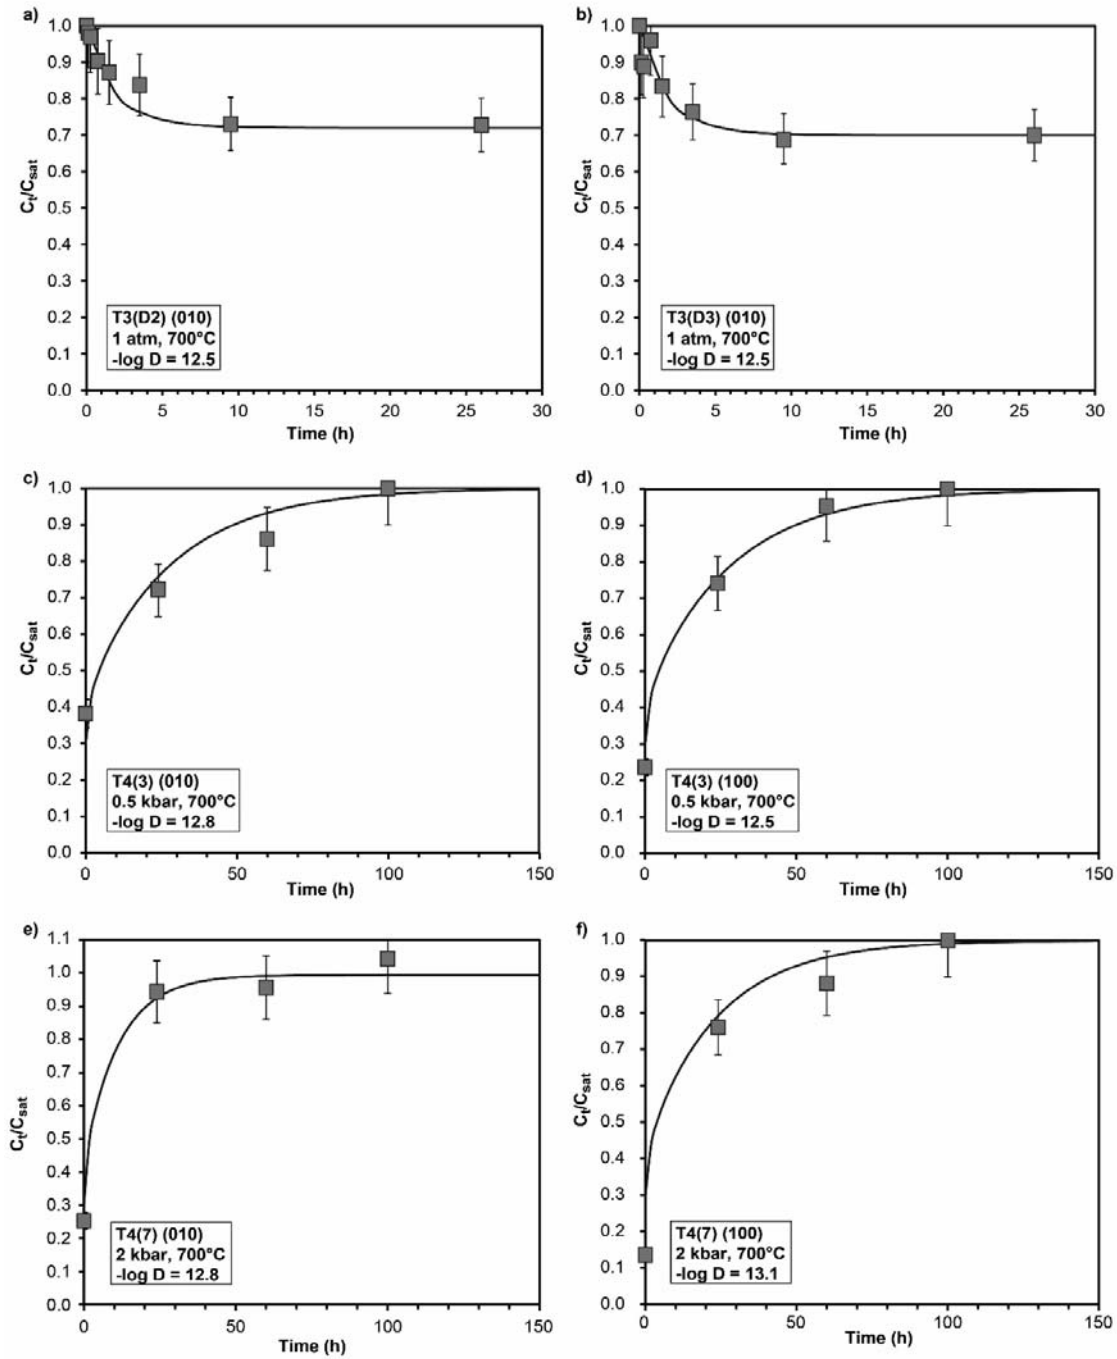 a)
1.0
0.9
0.8
0.7
0.6
0.5
0.4
0.3
0.2
0.1
0.0
Ct/Csat
T3(D2) (010)
1 atm, 700°C
-log D = 12.5
0 5 10 15 20 25 30
Time (h)
b)
1.0
0.9
0.8
0.7
0.6
0.5
0.4
0.3
0.2
0.1
0.0
Ct/Csat
T3(D3) (010)
1 atm, 700°C
-log D = 12.5
0 5 10 15 20 25 30
Time (h)
c)
1.0
0.9
0.8
0.7
0.6
0.5
0.4
0.3
0.2
0.1
0.0
Ct/Csat
T4(3) (010)
0.5 kbar, 700°C
-log D = 12.8
0 50 100 150
Time (h)
d)
1.0
0.9
0.8
0.7
0.6
0.5
0.4
0.3
0.2
0.1
0.0
Ct/Csat
T4(3) (100)
0.5 kbar, 700°C
-log D = 12.5
0 50 100 150
Time (h)
e)
1.1
1.0
0.9
0.8
0.7
0.6
0.5
0.4
0.3
0.2
0.1
0.0
Ct/Csat
T4(7) (010)
2 kbar, 700°C
-log D = 12.8
0 50 100 150
Time (h)
f)
1.0
0.9
0.8
0.7
0.6
0.5
0.4
0.3
0.2
0.1
0.0
Ct/Csat
T4(7) (100)
2 kbar, 700°C
-log D = 13.1
0 50 100 150
Time (h)